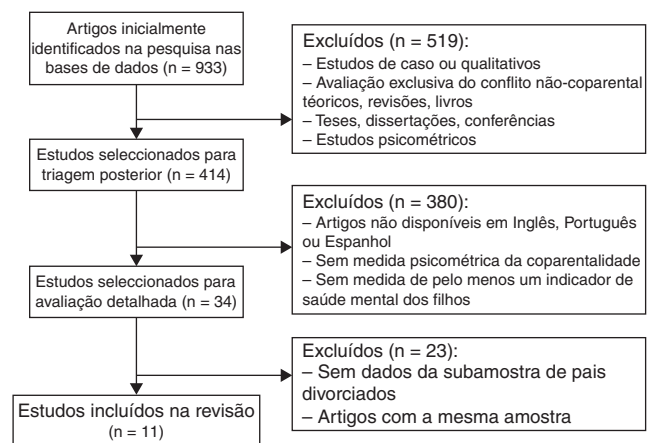 Artigos inicialmente
identificados na pesquisa nas
bases de dados (n = 933)
Excluídos (n = 519):
– Estudos de caso ou qualitativos
– Avaliação exclusiva do conflito não-coparental
téoricos, revisões, livros
– Teses, dissertações, conferências
– Estudos psicométricos
Estudos seleccionados para
triagem posterior (n = 414)
Excluídos (n = 380):
– Artigos não disponíveis em Inglês, Português
ou Espanhol
– Sem medida psicométrica da coparentalidade
– Sem medida de pelo menos um indicador de
saúde mental dos filhos
Estudos seleccionados para
avaliação detalhada (n = 34)
Excluídos (n = 23):
– Sem dados da subamostra de pais
divorciados
– Artigos com a mesma amostra
Estudos incluídos na revisão
(n = 11)